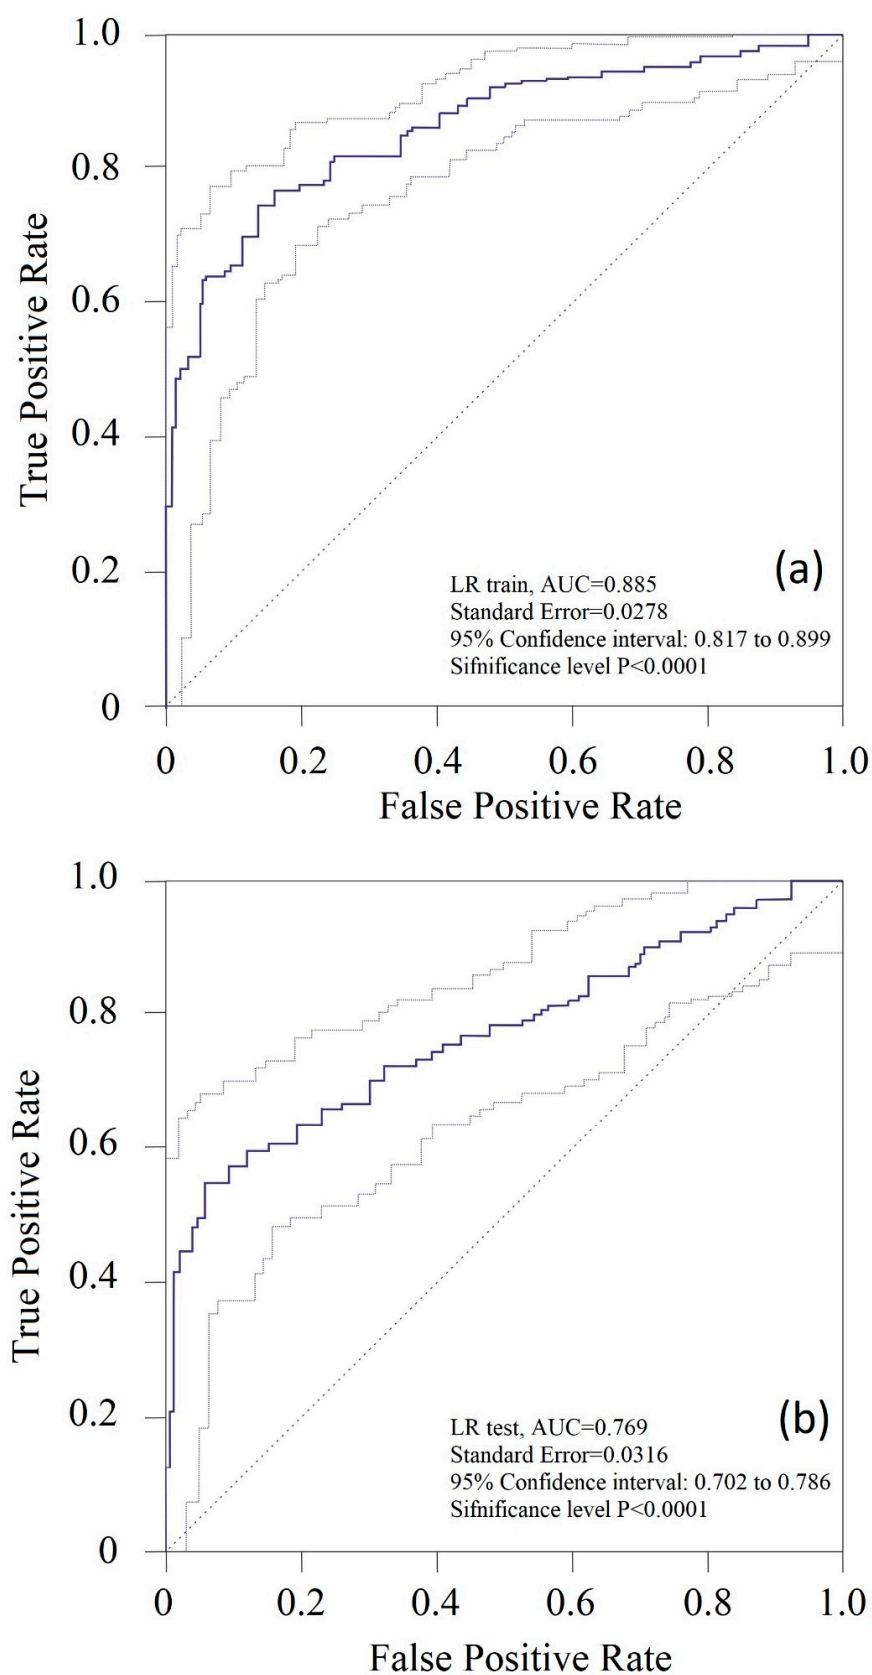 1.0
0.8
0.6
0.4
0.2
0
True Positive Rate
(a)
LR train, AUC=0.885
Standard Error=0.0278
95% Confidence interval: 0.817 to 0.899
Sifnificance level P<0.0001
0 0.2 0.4 0.6 0.8 1.0
False Positive Rate
1.0
0.8
0.6
0.4
0.2
0
True Positive Rate
(b)
LR test, AUC=0.769
Standard Error=0.0316
95% Confidence interval: 0.702 to 0.786
Sifnificance level P<0.0001
0 0.2 0.4 0.6 0.8 1.0
False Positive Rate